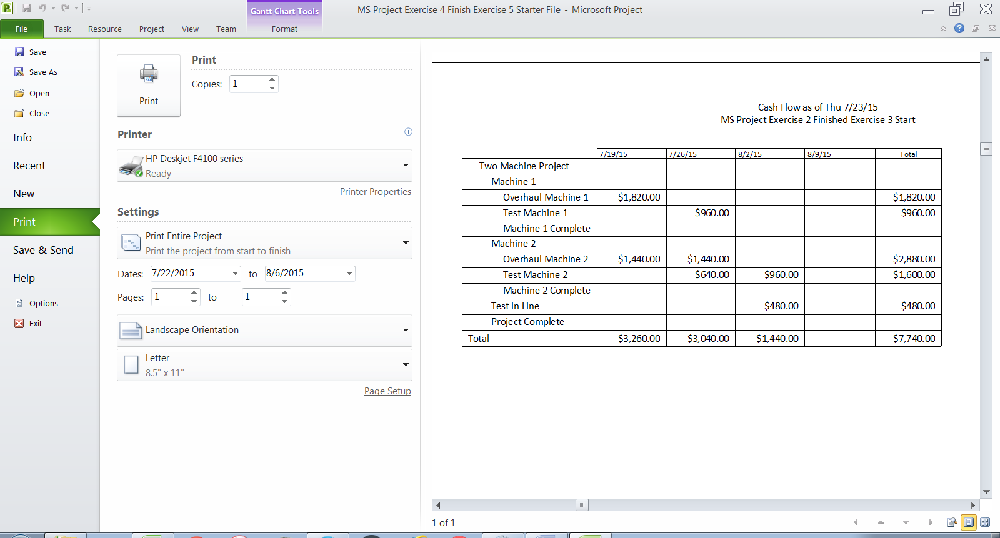 MS Project Exercise 4 Finish Exercise 5 Starter File - Microsoft Project
Gantt Chart Tools
File Task Resource Project View Team Format
Save
Save As
Open
Close
Info
Recent
New
Print
Save & Send
Help
Options
Exit
Print
Print
Copies: 1
Printer
HP Deskjet F4100 series
Ready
Printer Properties
Settings
Print Entire Project
Print the project from start to finish
Dates: 7/22/2015 to 8/6/2015
Pages: 1 to 1
Landscape Orientation
Letter
8.5" x 11"
Page Setup
Cash Flow as of Thu 7/23/15
MS Project Exercise 2 Finished Exercise 3 Start
7/19/15 7/26/15 8/2/15 8/9/15 Total
Two Machine Project
Machine 1
Overhaul Machine 1 $1,820.00 $1,820.00
Test Machine 1 $960.00 $960.00
Machine 1 Complete
Machine 2
Overhaul Machine 2 $1,440.00 $1,440.00 $2,880.00
Test Machine 2 $640.00 $960.00 $1,600.00
Machine 2 Complete
Test In Line $480.00 $480.00
Project Complete
Total $3,260.00 $3,040.00 $1,440.00 $7,740.00
1 of 1